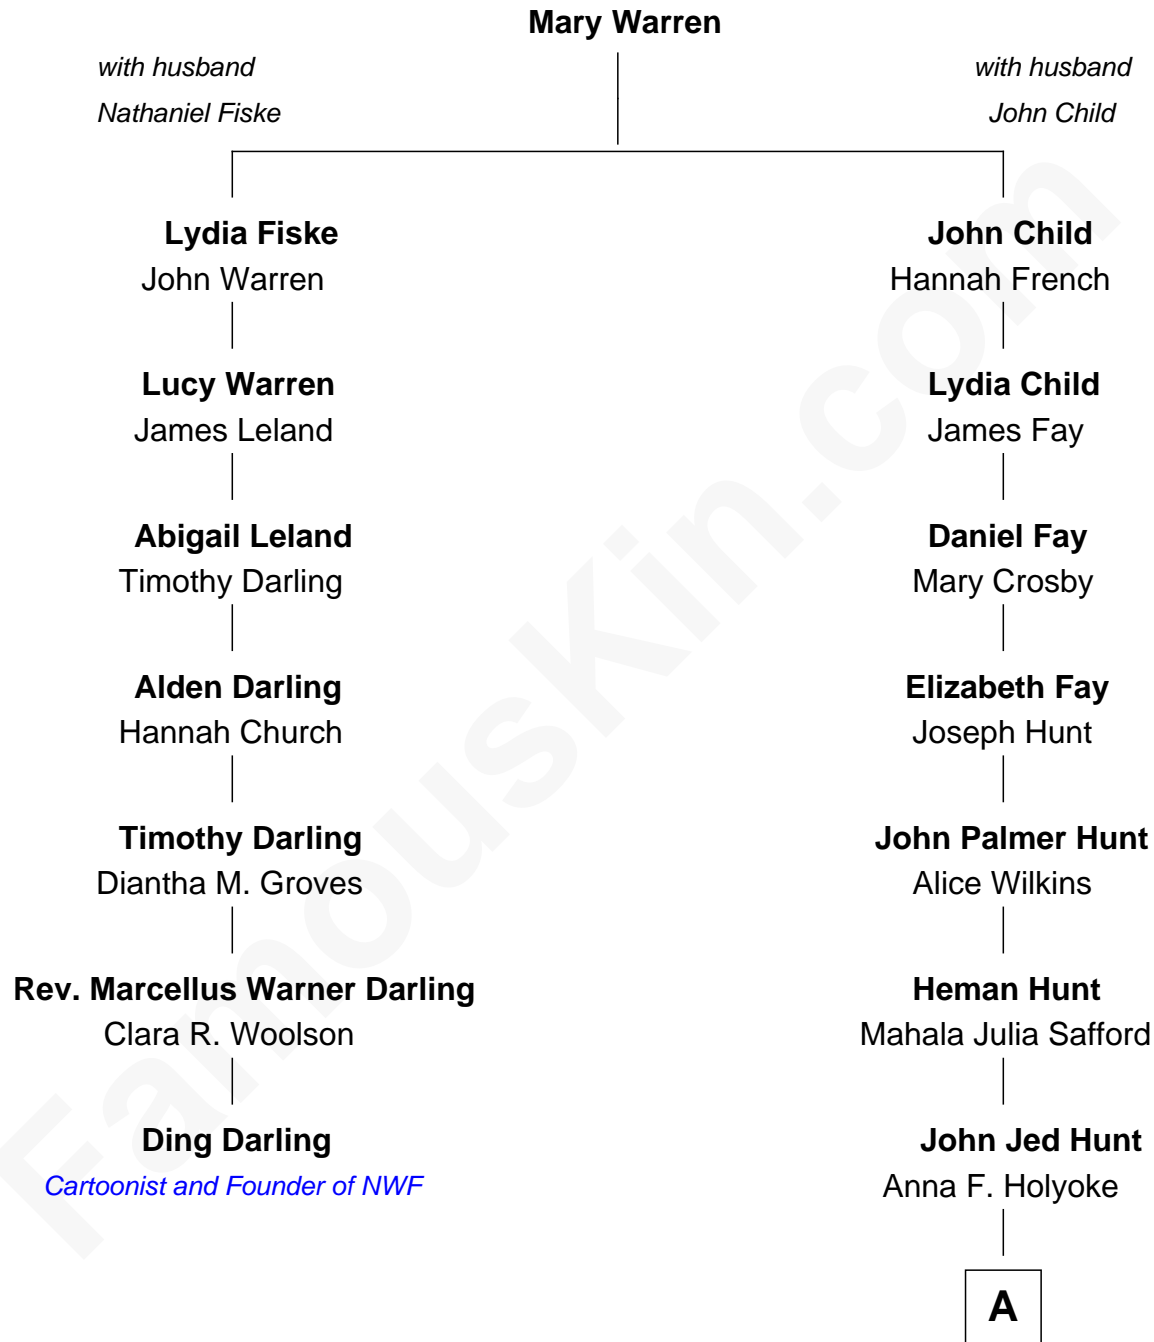 Mary Warren
with husband
Nathaniel Fiske
with husband
John Child
Lydia Fiske
John Warren
John Child
Hannah French
Lucy Warren
James Leland
Lydia Child
James Fay
Abigail Leland
Timothy Darling
Daniel Fay
Mary Crosby
Alden Darling
Hannah Church
Elizabeth Fay
Joseph Hunt
Timothy Darling
Diantha M. Groves
John Palmer Hunt
Alice Wilkins
Rev. Marcellus Warner Darling
Clara R. Woolson
Heman Hunt
Mahala Julia Safford
Ding Darling
Cartoonist and Founder of NWF
John Jed Hunt
Anna F. Holyoke
A
FamousKin.com